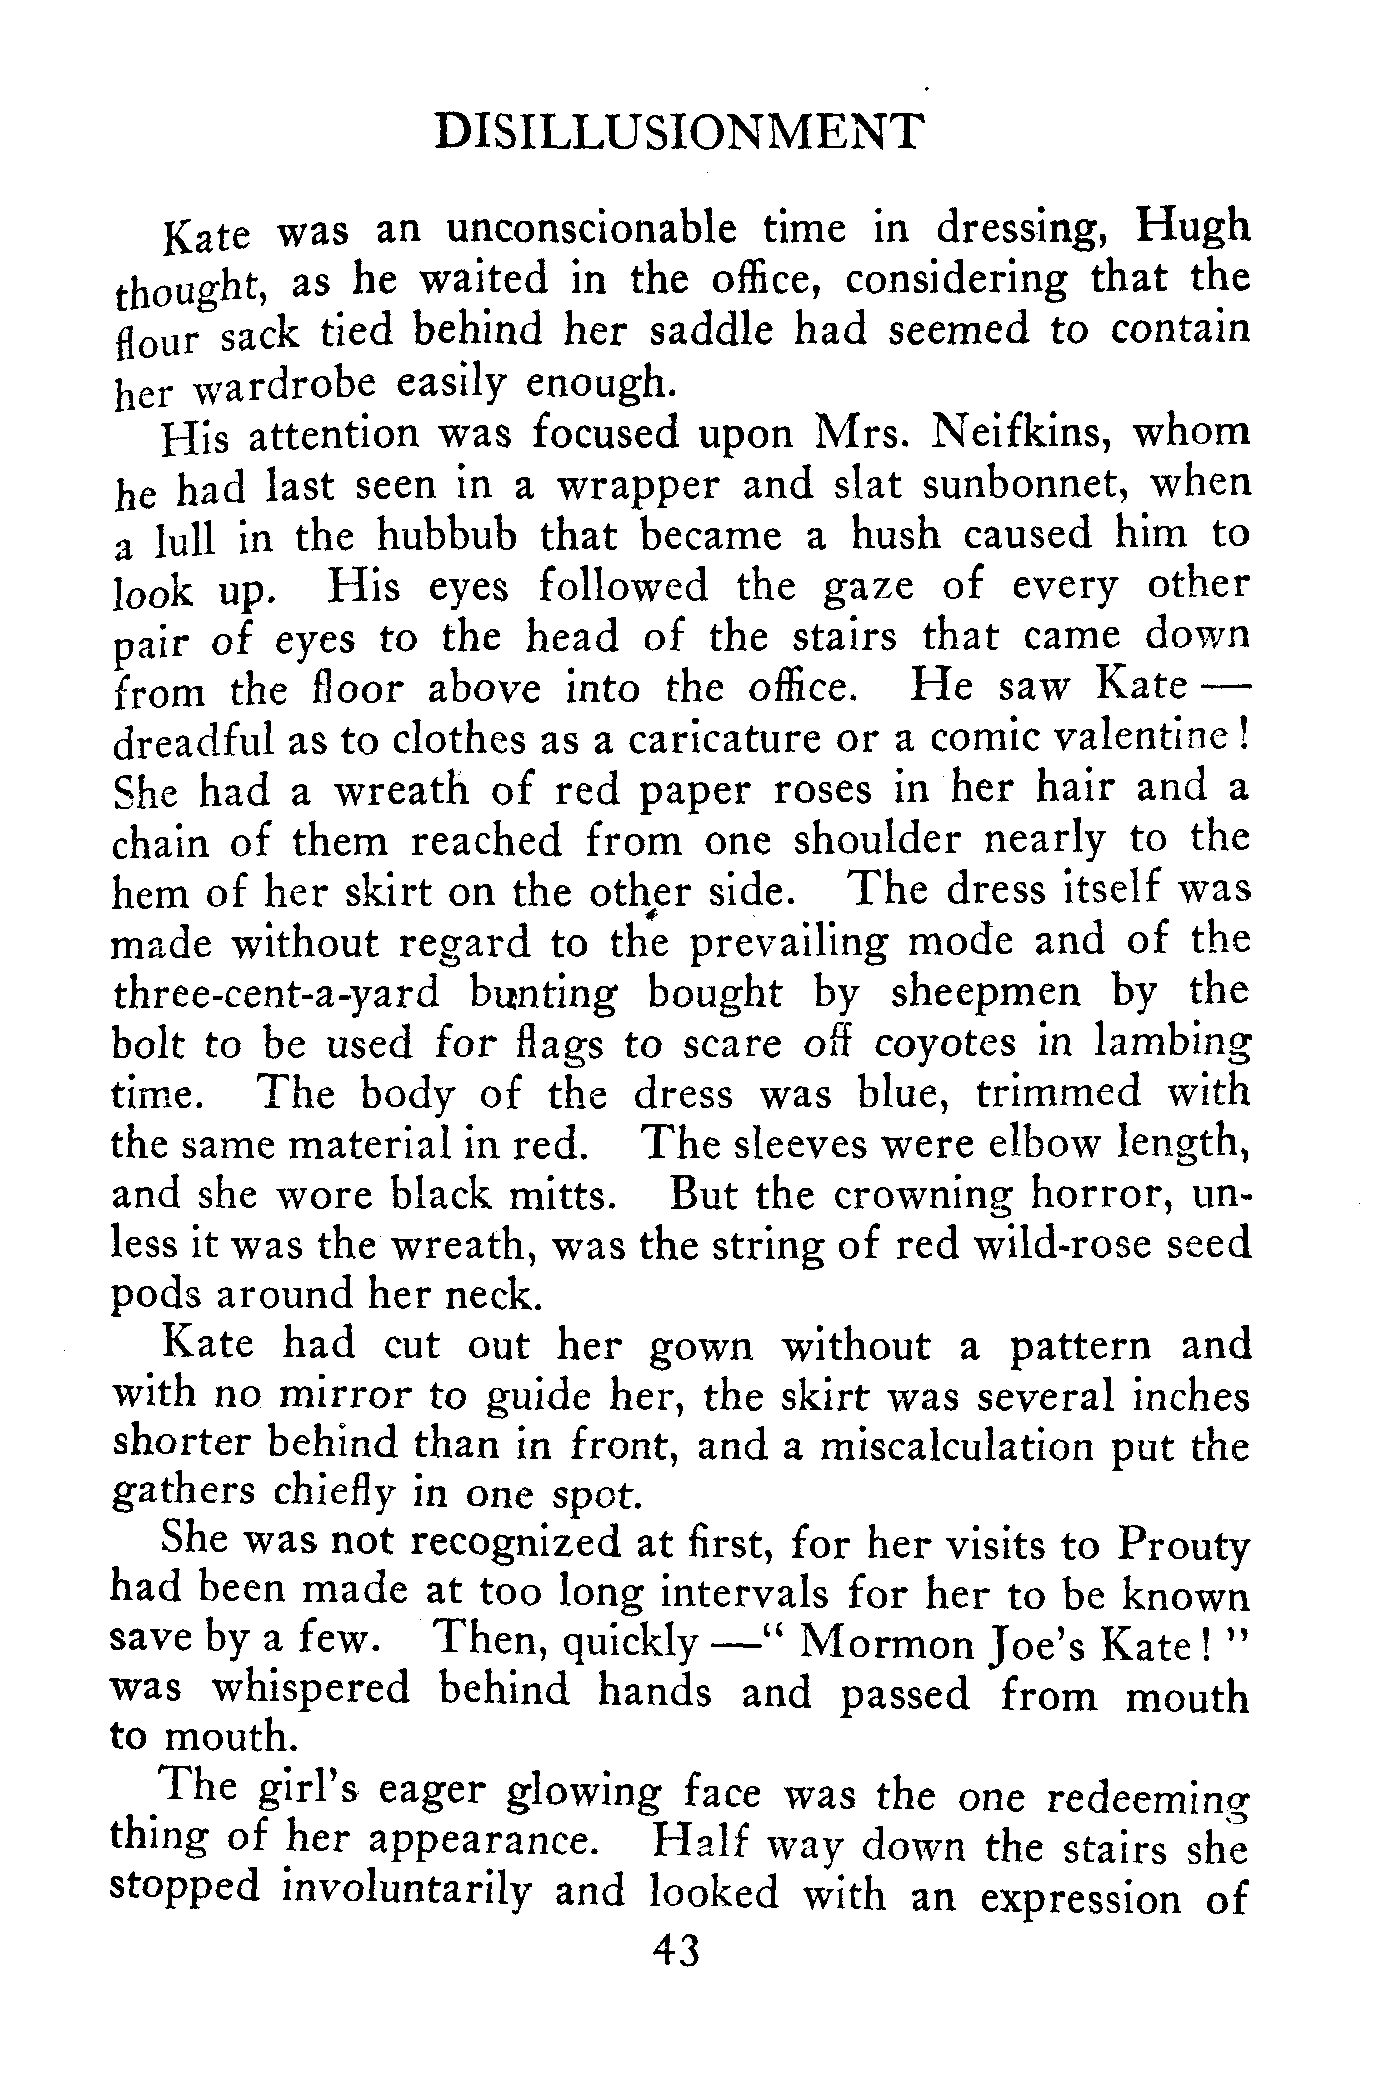 DISILLUSIONMENT
Kate was an unconscionable time in dressing, Hugh
thought, as he waited in the office, considering that the
flour sack tied behind her saddle had seemed to contain
her wardrobe easily enough.
His attention was focused upon Mrs. Neifkins, whom
he had last seen in a wrapper and slat sunbonnet, when
a lull in the hubbub that became a hush caused him to
look up. His eyes followed the gaze of every other
pair of eyes to the head of the stairs that came down
from the floor above into the office. He saw Kate —
dreadful as to clothes as a caricature or a comic valentine !
She had a wreath of red paper roses in her hair and a
chain of them reached from one shoulder nearly to the
hem of her skirt on the other side. The dress itself was
made without regard to the prevailing mode and of the
three-cent-a-yard bunting bought by sheepmen by the
bolt to be used for flags to scare off coyotes in lambing
time. The body of the dress was blue, trimmed with
the same material in red. The sleeves were elbow length,
and she wore black mitts. But the crowning horror, un-
less it was the wreath, was the string of red wild-rose seed
pods around her neck.
Kate had cut out her gown without a pattern and
with no mirror to guide her, the skirt was several inches
shorter behind than in front, and a miscalculation put the
gathers chiefly in one spot.
She was not recognized at first, for her visits to Prouty
had been made at too long intervals for her to be known
save by a few. Then, quickly —“ Mormon Joe's Kate ! ”
was whispered behind hands and passed from mouth
to mouth.
The girl's eager glowing face was the one redeeming
thing of her appearance. Half way down the stairs she
stopped involuntarily and looked with an expression of
43